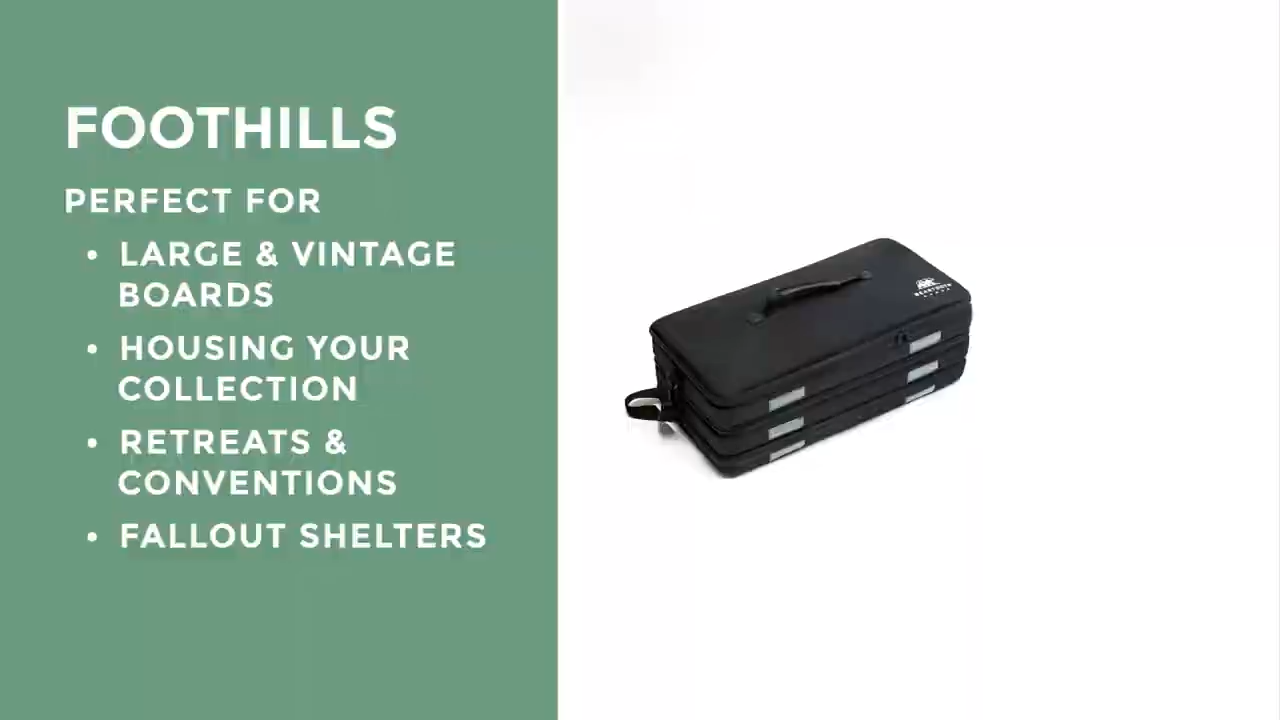 FOOTHILLS
PERFECT FOR
• LARGE & VINTAGE
BOARDS
• HOUSING YOUR
COLLECTION
• RETREATS &
CONVENTIONS
• FALLOUT SHELTERS